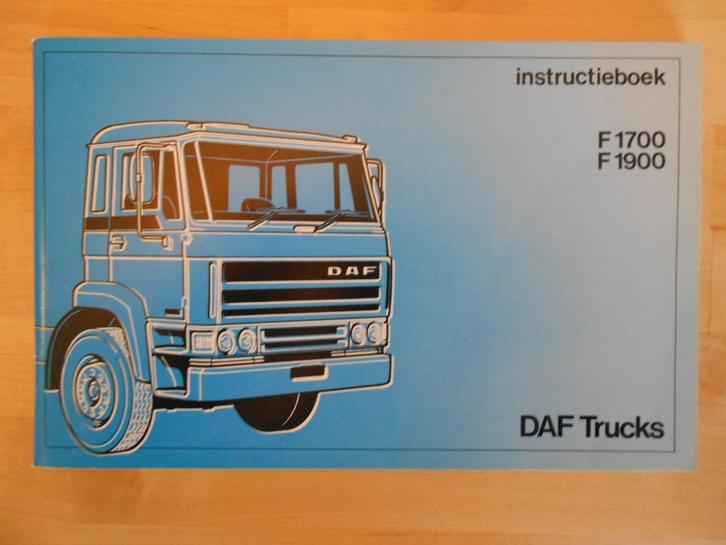 instructieboek
F 1700
F 1900
DAF
DAF Trucks